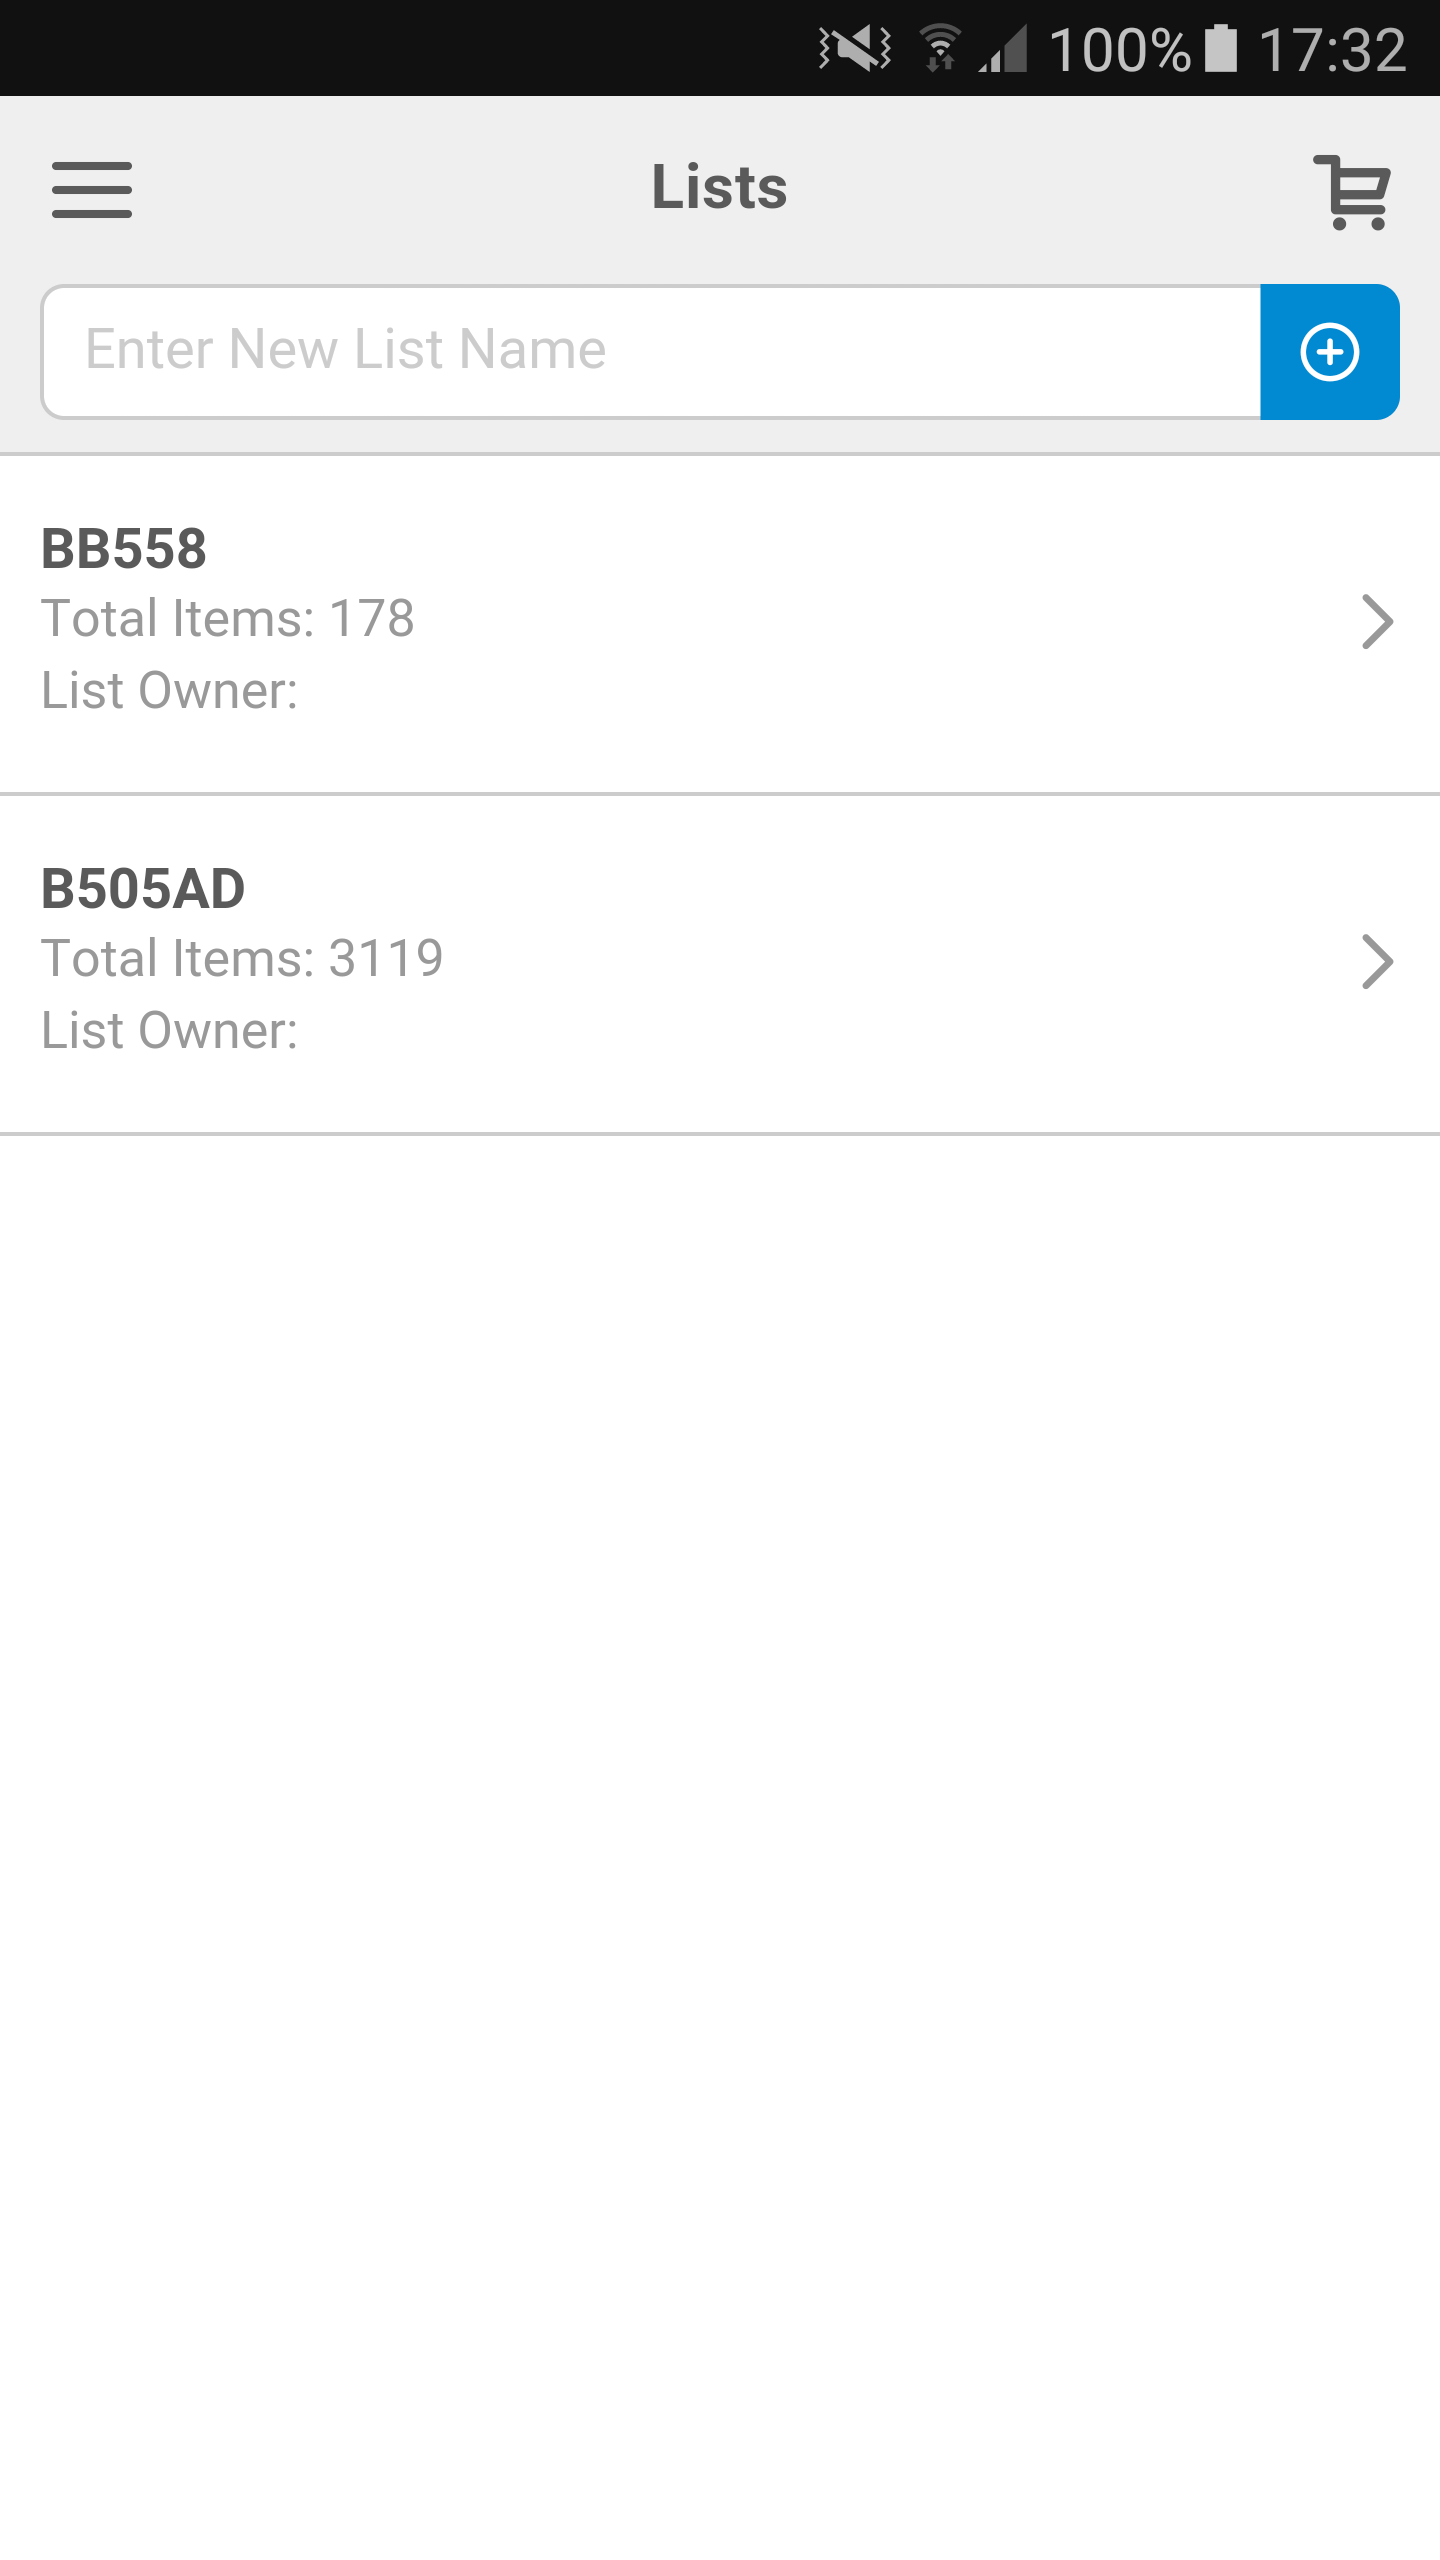 100% 17:32
Lists
Enter New List Name
BB558
Total Items: 178
List Owner:
B505AD
Total Items: 3119
List Owner: